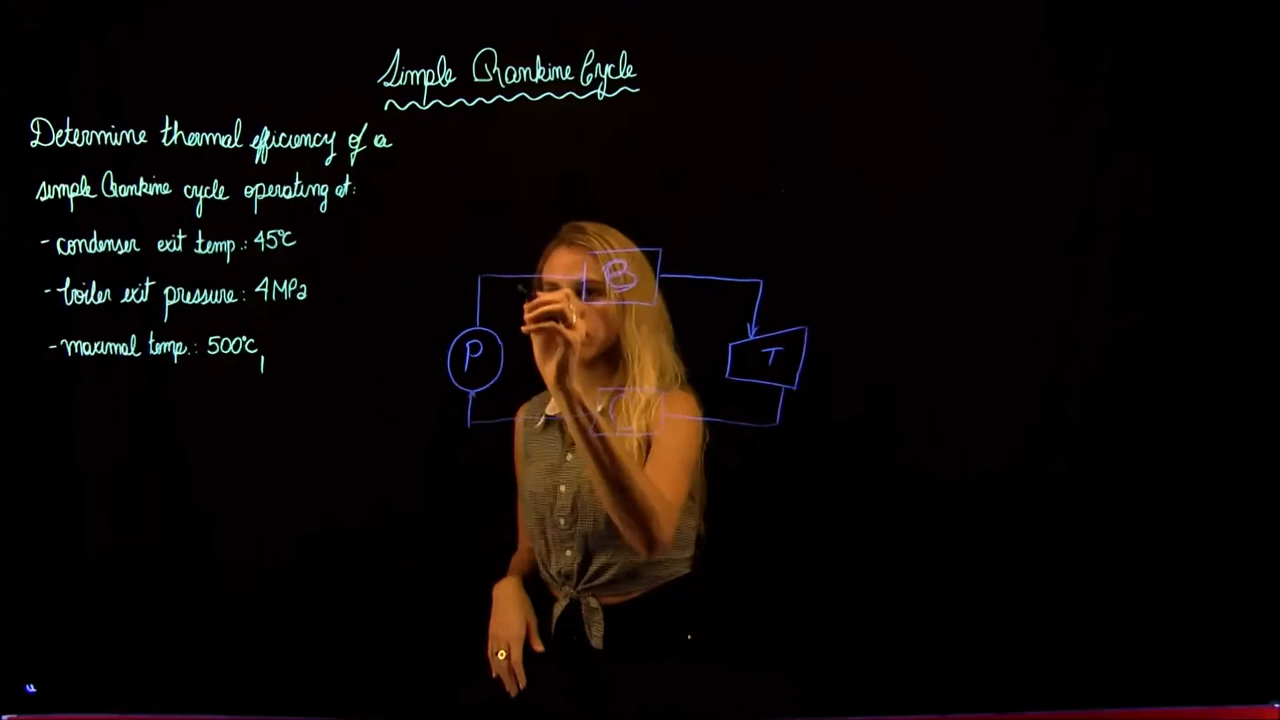 Simple Rankine Cycle
Determine thermal efficiency of a
simple Rankine cycle operating at:
- condenser exit temp.: 45°C
- boiler exit pressure: 4MPa
- maximal temp.: 500°C
B
P
T
C